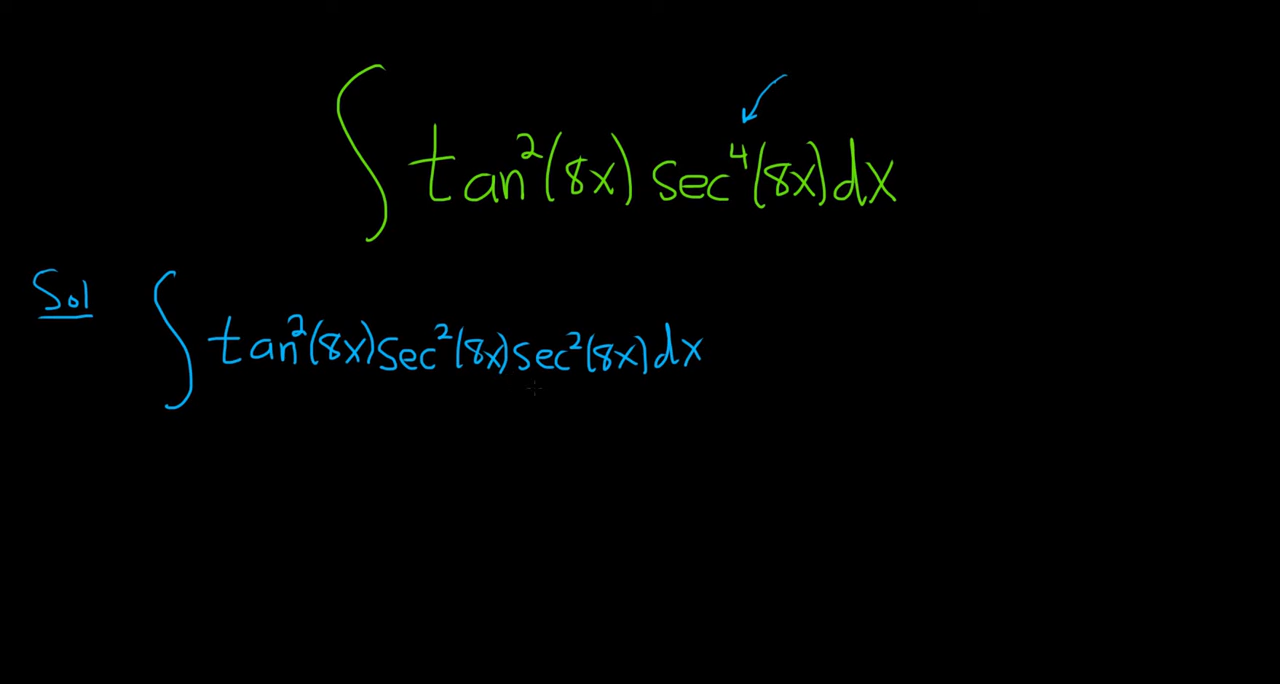 ∫ tan²(8x) sec⁴(8x) dx
Sol ∫ tan²(8x) sec²(8x) sec²(8x) dx